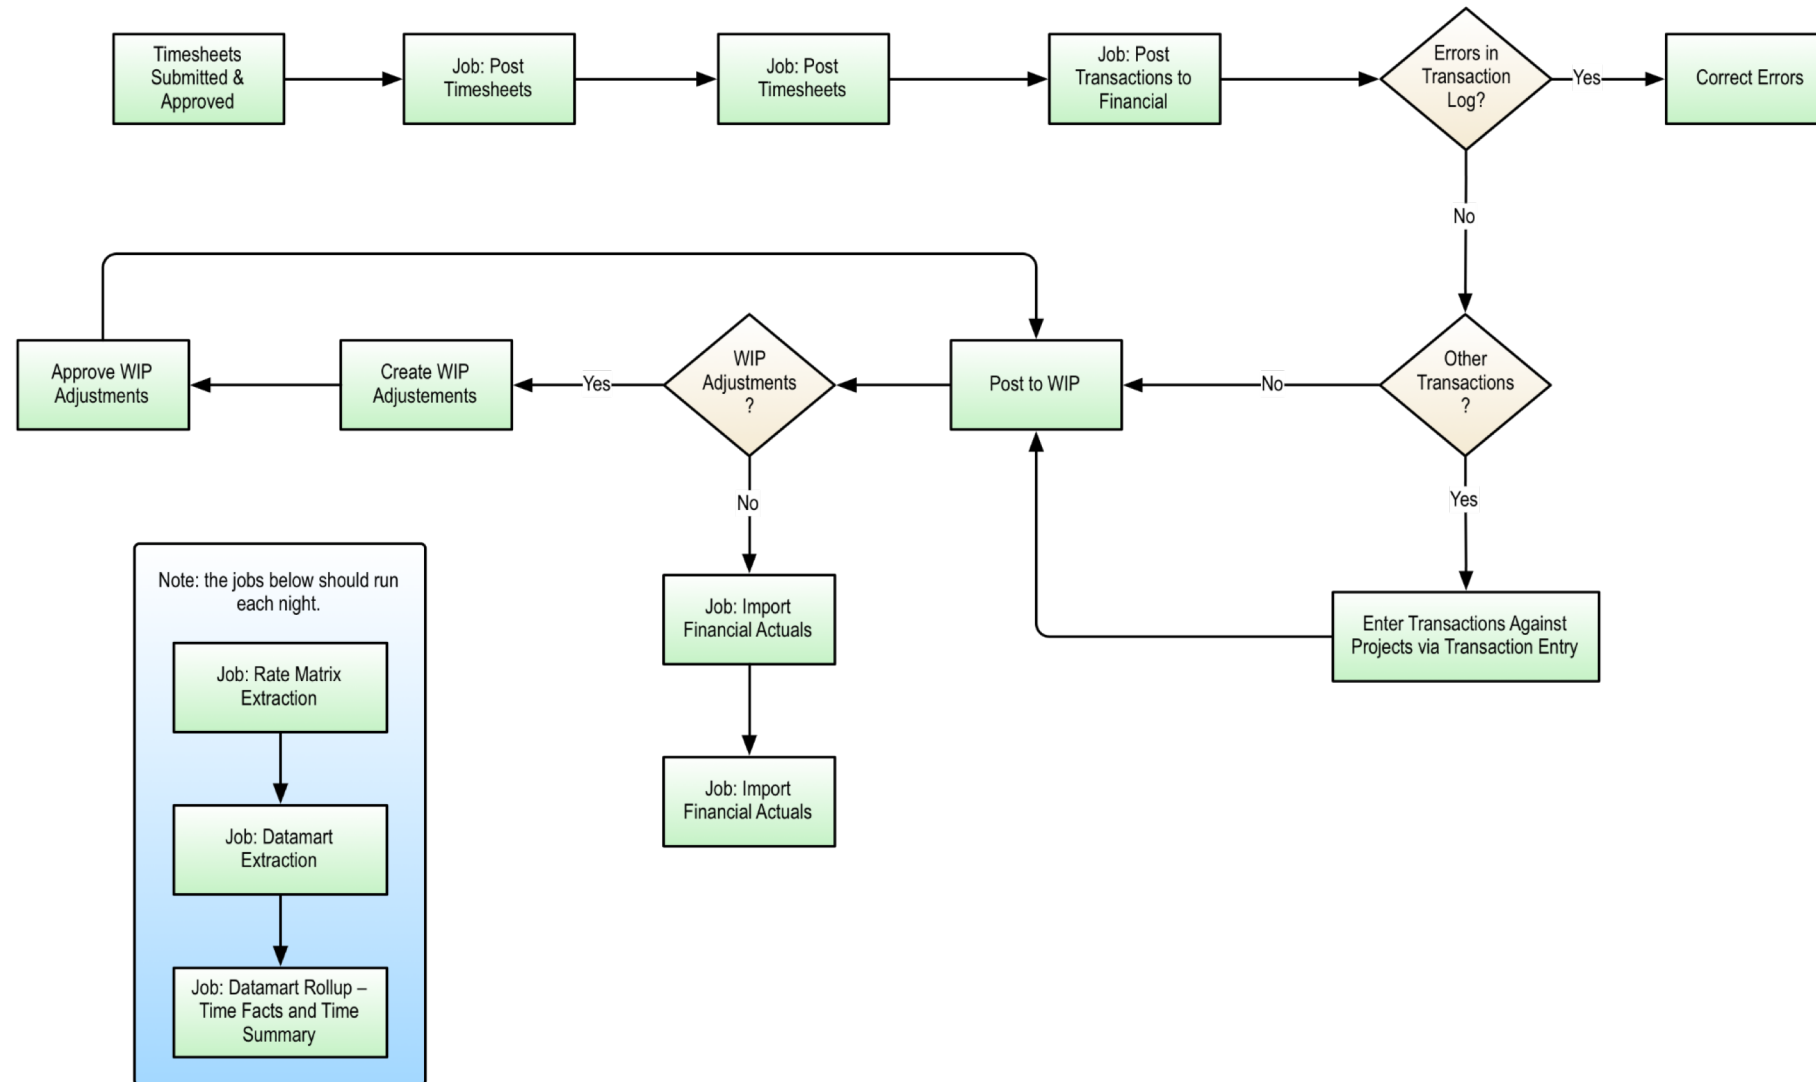 Timesheets
Submitted &
Approved
Job: Post
Timesheets
Job: Post
Timesheets
Job: Post
Transactions to
Financial
Errors in
Transaction
Log?
Yes
Correct Errors
No
Approve WIP
Adjustments
Create WIP
Adjustements
Yes
WIP
Adjustments
?
Post to WIP
No
Other
Transactions
?
No
Yes
Note: the jobs below should run
each night.
Job: Import
Financial Actuals
Enter Transactions Against
Projects via Transaction Entry
Job: Rate Matrix
Extraction
Job: Import
Financial Actuals
Job: Datamart
Extraction
Job: Datamart Rollup –
Time Facts and Time
Summary